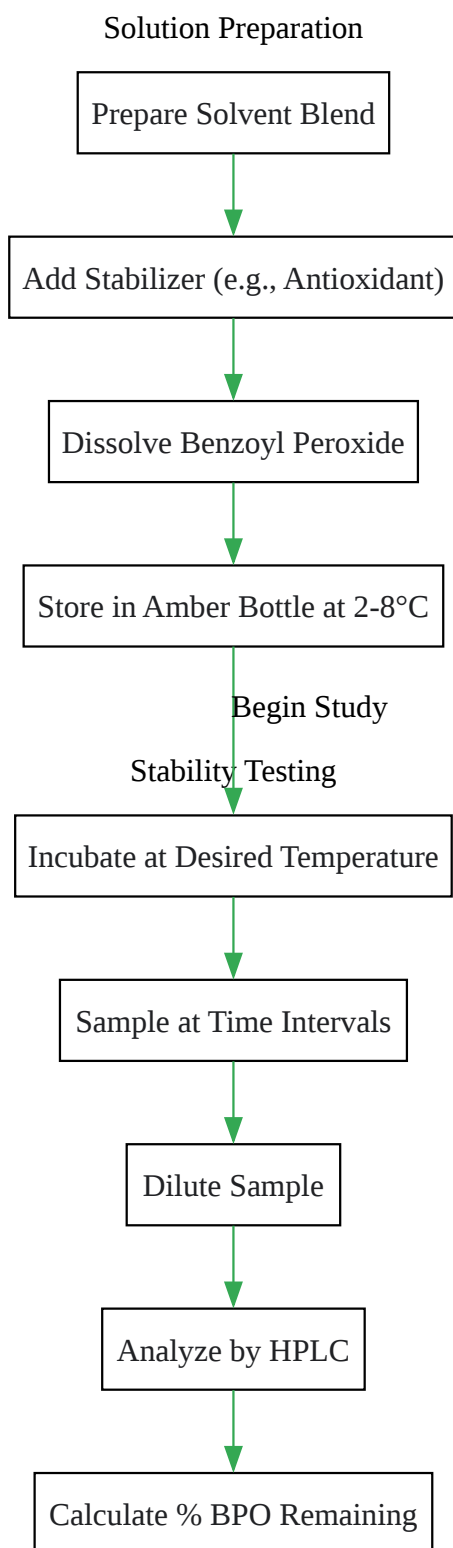 Solution Preparation
Prepare Solvent Blend
Add Stabilizer (e.g., Antioxidant)
Dissolve Benzoyl Peroxide
Store in Amber Bottle at 2-8°C
Begin Study
Stability Testing
Incubate at Desired Temperature
Sample at Time Intervals
Dilute Sample
Analyze by HPLC
Calculate % BPO Remaining